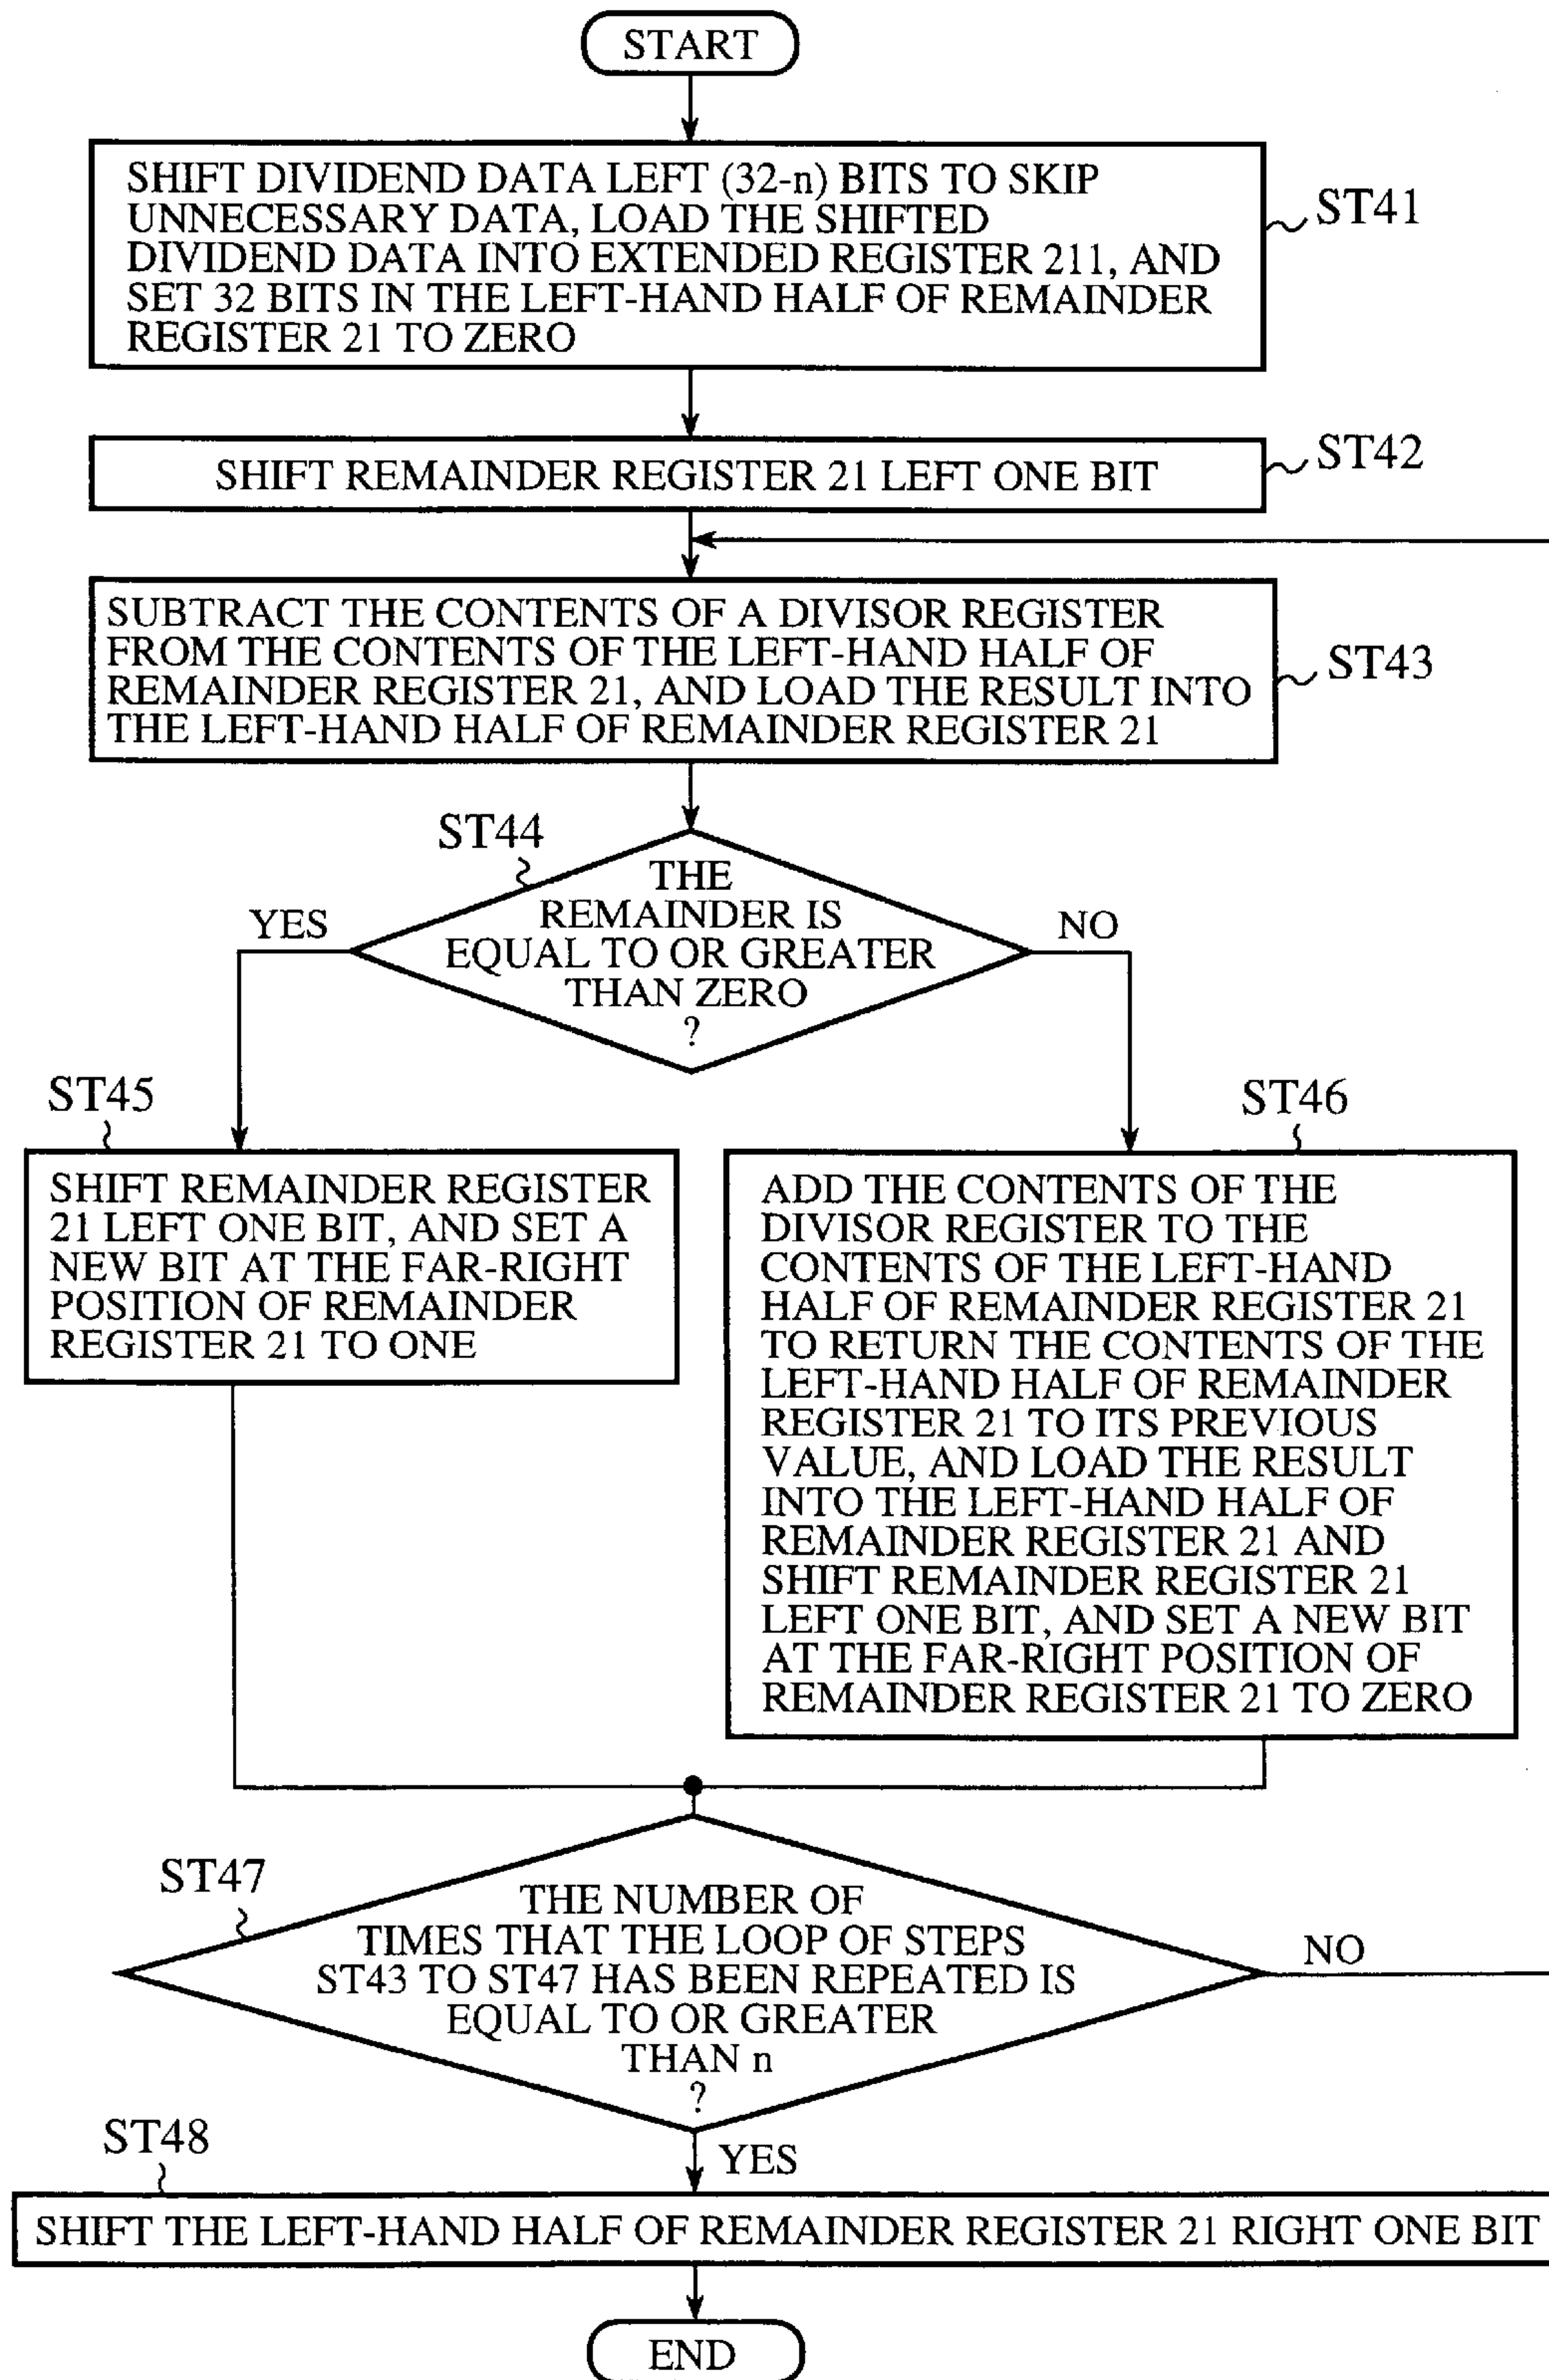 START
SHIFT DIVIDEND DATA LEFT (32-n) BITS TO SKIP
UNNECESSARY DATA, LOAD THE SHIFTED
DIVIDEND DATA INTO EXTENDED REGISTER 211, AND
SET 32 BITS IN THE LEFT-HAND HALF OF REMAINDER
REGISTER 21 TO ZERO
ST41
SHIFT REMAINDER REGISTER 21 LEFT ONE BIT
ST42
SUBTRACT THE CONTENTS OF A DIVISOR REGISTER
FROM THE CONTENTS OF THE LEFT-HAND HALF OF
REMAINDER REGISTER 21, AND LOAD THE RESULT INTO
THE LEFT-HAND HALF OF REMAINDER REGISTER 21
ST43
ST44
THE
REMAINDER IS
EQUAL TO OR GREATER
THAN ZERO
?
YES
NO
ST45
SHIFT REMAINDER REGISTER
21 LEFT ONE BIT, AND SET A
NEW BIT AT THE FAR-RIGHT
POSITION OF REMAINDER
REGISTER 21 TO ONE
ST46
ADD THE CONTENTS OF THE
DIVISOR REGISTER TO THE
CONTENTS OF THE LEFT-HAND
HALF OF REMAINDER REGISTER 21
TO RETURN THE CONTENTS OF THE
LEFT-HAND HALF OF REMAINDER
REGISTER 21 TO ITS PREVIOUS
VALUE, AND LOAD THE RESULT
INTO THE LEFT-HAND HALF OF
REMAINDER REGISTER 21 AND
SHIFT REMAINDER REGISTER 21
LEFT ONE BIT, AND SET A NEW BIT
AT THE FAR-RIGHT POSITION OF
REMAINDER REGISTER 21 TO ZERO
ST47
THE NUMBER OF
TIMES THAT THE LOOP OF STEPS
ST43 TO ST47 HAS BEEN REPEATED IS
EQUAL TO OR GREATER
THAN n
?
NO
YES
ST48
SHIFT THE LEFT-HAND HALF OF REMAINDER REGISTER 21 RIGHT ONE BIT
END